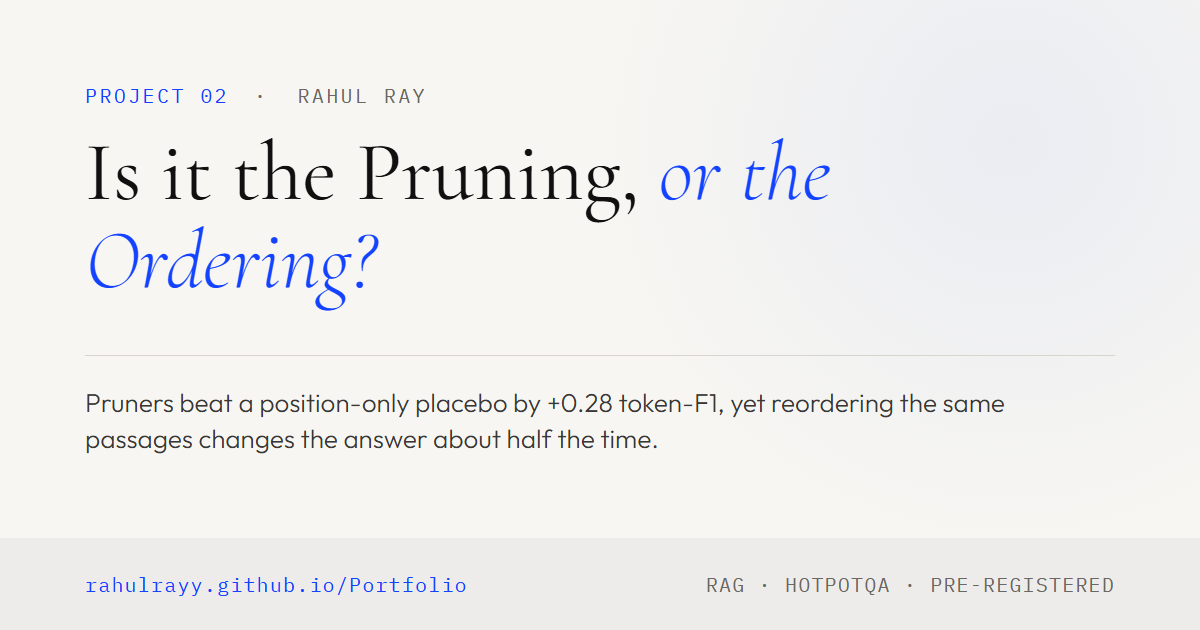 PROJECT 02 · RAHUL RAY
Is it the Pruning, or the
Ordering?
Pruners beat a position-only placebo by +0.28 token-F1, yet reordering the same
passages changes the answer about half the time.
rahulrayy.github.io/Portfolio
RAG · HOTPOTQA · PRE-REGISTERED